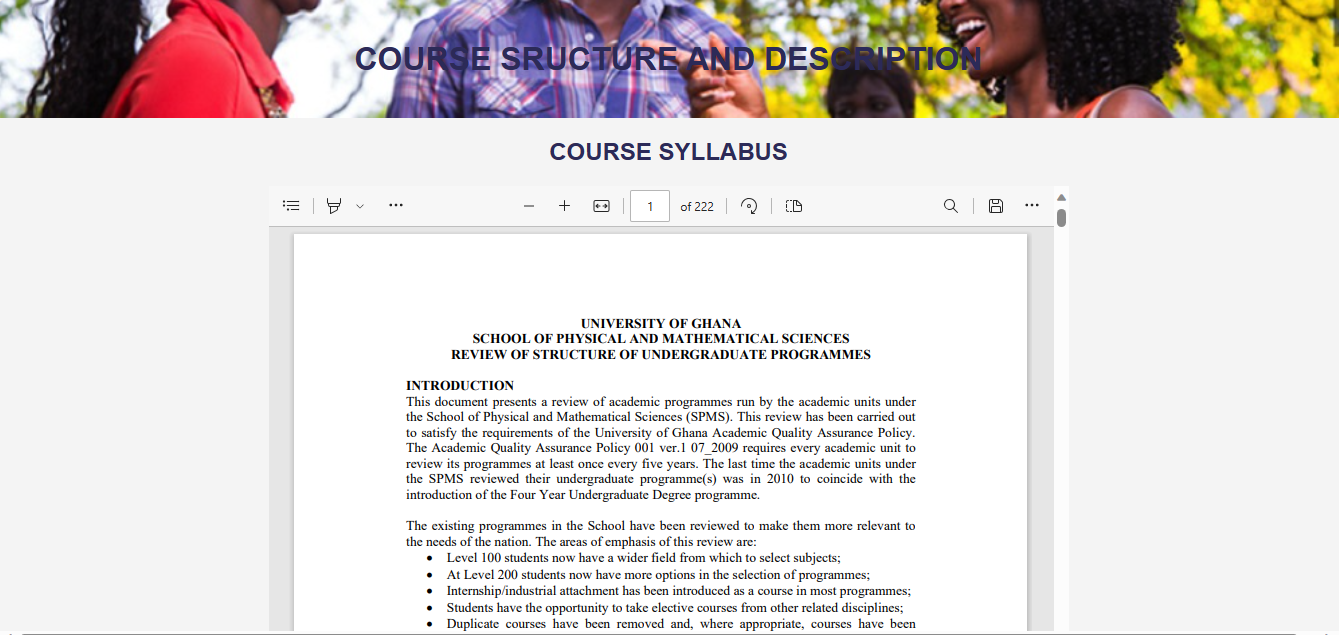 COURSE SRUCTURE AND DESCRIPTION
COURSE SYLLABUS
1 of 222
UNIVERSITY OF GHANA
SCHOOL OF PHYSICAL AND MATHEMATICAL SCIENCES
REVIEW OF STRUCTURE OF UNDERGRADUATE PROGRAMMES
INTRODUCTION
This document presents a review of academic programmes run by the academic units under
the School of Physical and Mathematical Sciences (SPMS). This review has been carried out
to satisfy the requirements of the University of Ghana Academic Quality Assurance Policy.
The Academic Quality Assurance Policy 001 ver.1 07_2009 requires every academic unit to
review its programmes at least once every five years. The last time the academic units under
the SPMS reviewed their undergraduate programme(s) was in 2010 to coincide with the
introduction of the Four Year Undergraduate Degree programme.
The existing programmes in the School have been reviewed to make them more relevant to
the needs of the nation. The areas of emphasis of this review are:
• Level 100 students now have a wider field from which to select subjects;
• At Level 200 students now have more options in the selection of programmes;
• Internship/industrial attachment has been introduced as a course in most programmes;
• Students have the opportunity to take elective courses from other related disciplines;
• Duplicate courses have been removed and, where appropriate, courses have been